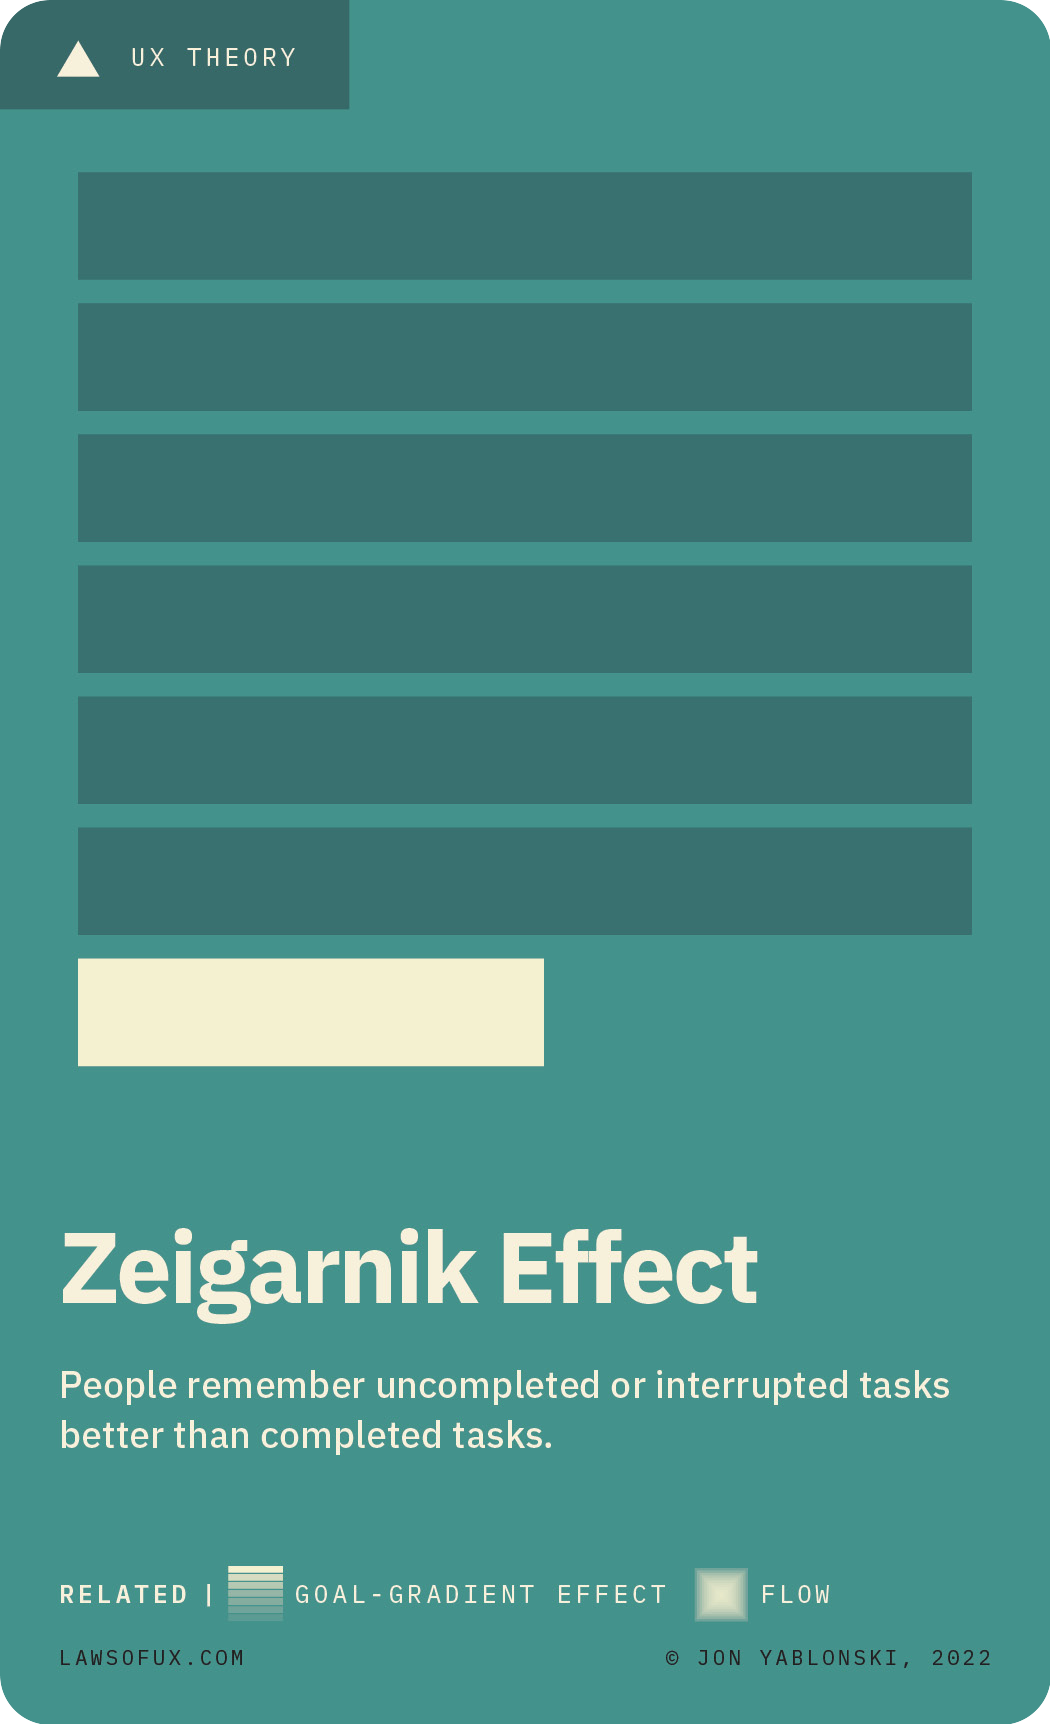 UX THEORY
Zeigarnik Effect
People remember uncompleted or interrupted tasks
better than completed tasks.
RELATED | GOAL-GRADIENT EFFECT FLOW
LAWSOFUX.COM © JON YABLONSKI, 2022